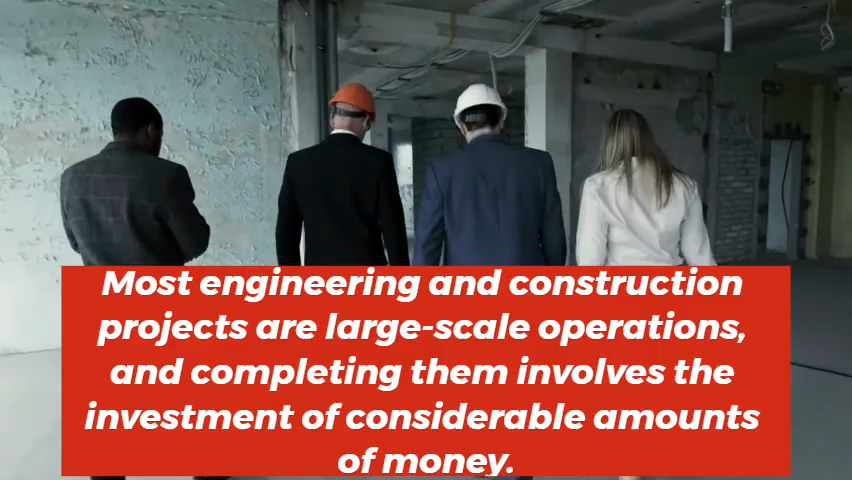 Most engineering and construction
projects are large-scale operations,
and completing them involves the
investment of considerable amounts
of money.